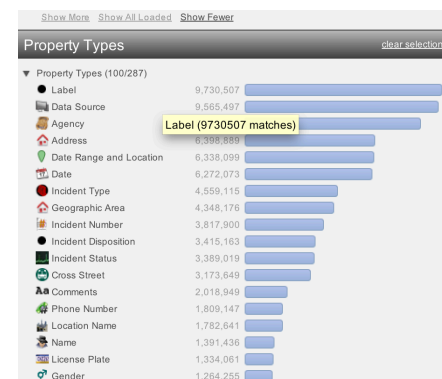 Show More Show All Loaded Show Fewer
Property Types clear selection
Property Types (100/287)
Label 9,730,507
Data Source 9,565,497
Agency
Label (9730507 matches)
Address 6,398,889
Date Range and Location 6,338,099
Date 6,272,073
Incident Type 4,559,115
Geographic Area 4,348,176
Incident Number 3,817,900
Incident Disposition 3,415,163
Incident Status 3,389,019
Cross Street 3,173,649
Aa Comments 2,018,949
Phone Number 1,809,147
Location Name 1,782,641
Name 1,391,436
License Plate 1,334,061
Gender 1,264,255